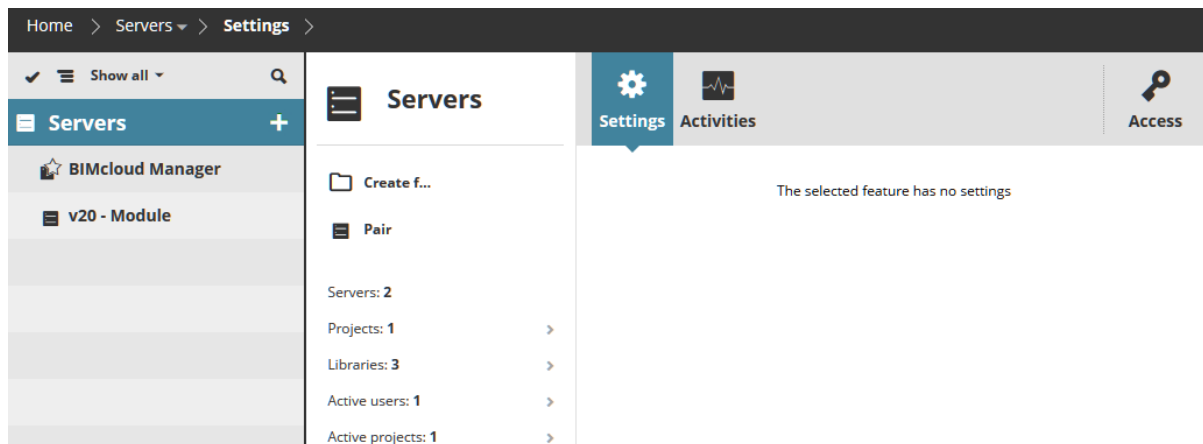 Home > Servers > Settings >
Show all
Servers
BIMcloud Manager
v20 - Module
Servers
Create f...
Pair
Servers: 2
Projects: 1
Libraries: 3
Active users: 1
Active projects: 1
Settings
Activities
Access
The selected feature has no settings